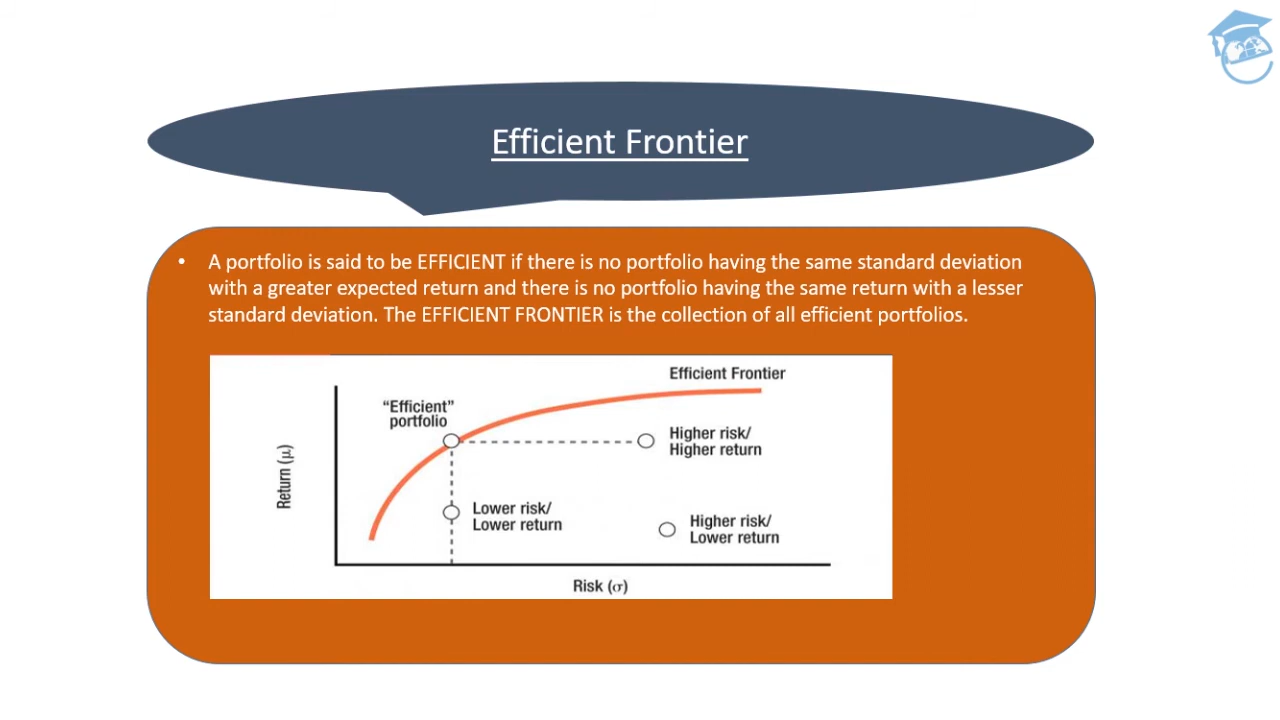 Efficient Frontier
• A portfolio is said to be EFFICIENT if there is no portfolio having the same standard deviation
with a greater expected return and there is no portfolio having the same return with a lesser
standard deviation. The EFFICIENT FRONTIER is the collection of all efficient portfolios.
Efficient Frontier
“Efficient”
portfolio
Higher risk/
Higher return
Return (μ)
Lower risk/
Lower return
Higher risk/
Lower return
Risk (σ)